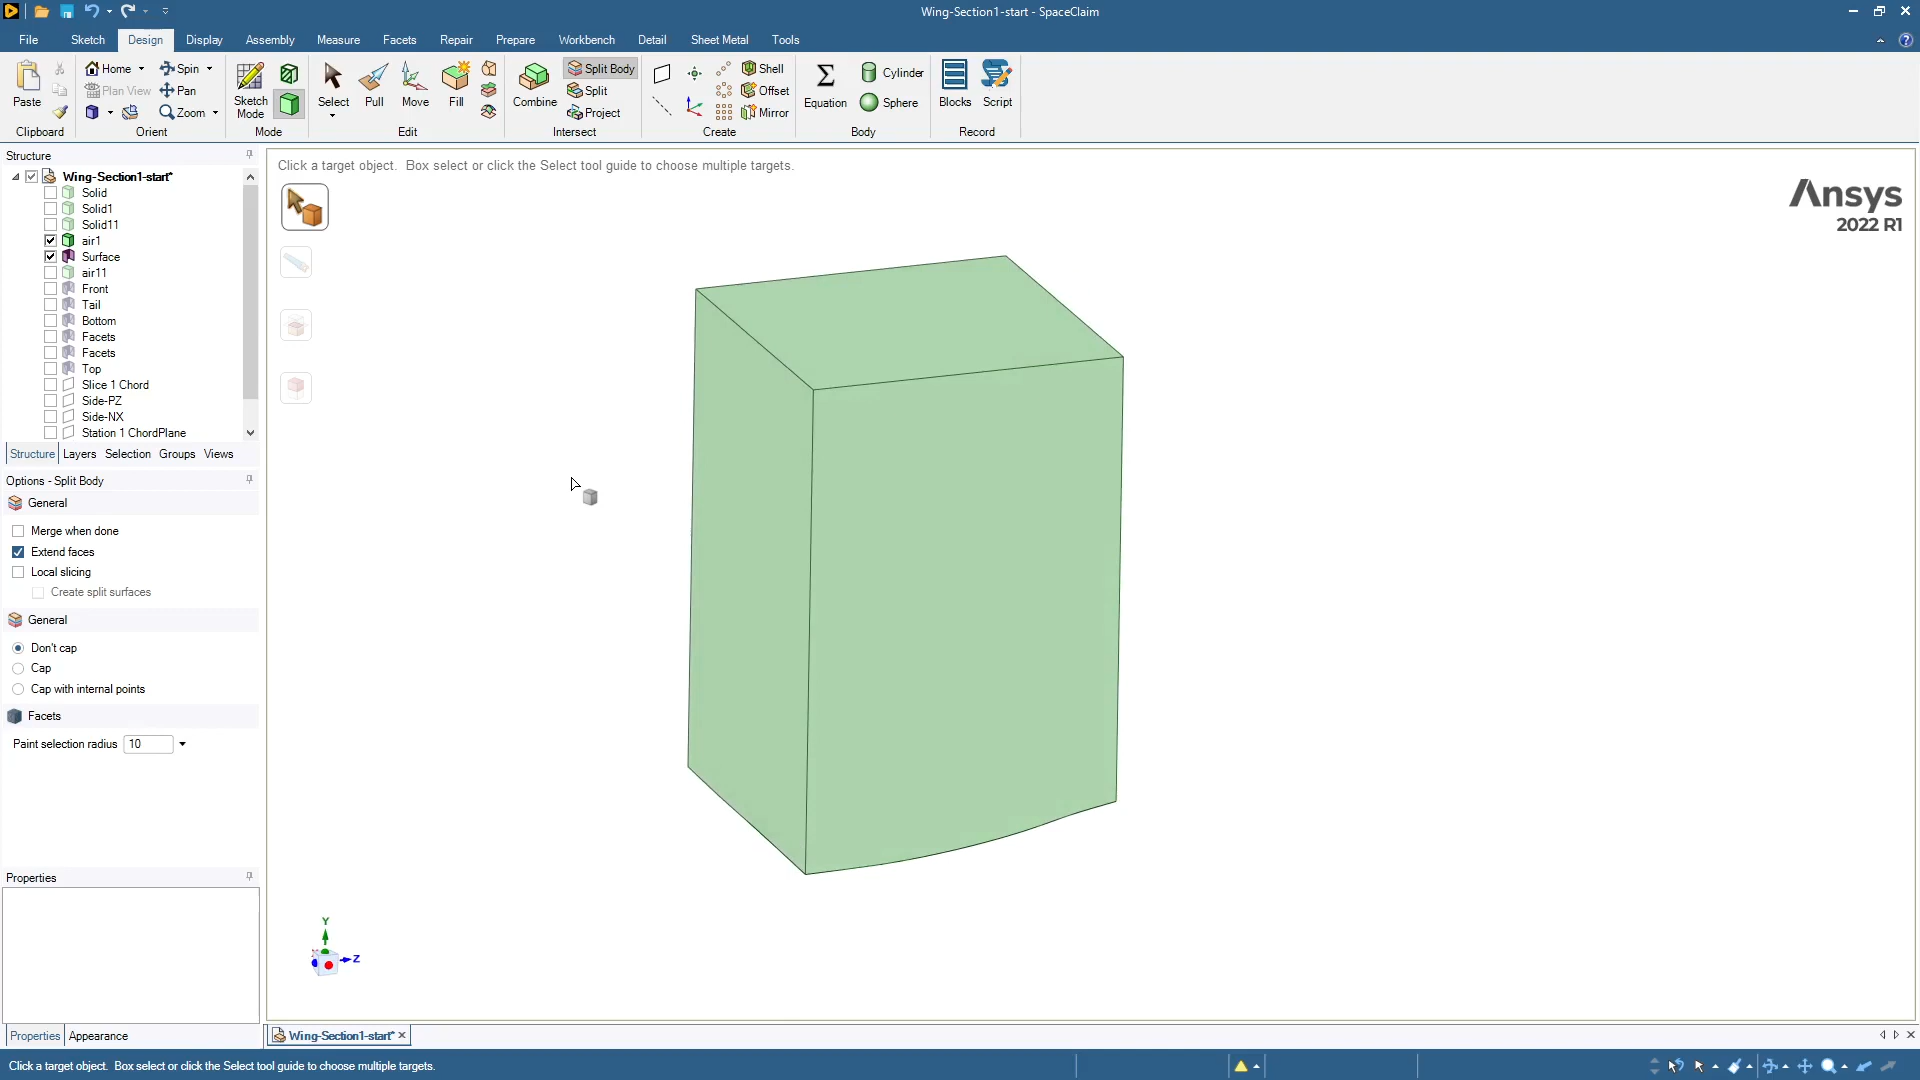 Wing-Section1-start - SpaceClaim
File Sketch Design Display Assembly Measure Facets Repair Prepare Workbench Detail Sheet Metal Tools
Paste
Clipboard
Home Spin
Plan View Pan
Zoom
Orient
Sketch Mode
Mode
Select Pull Move Fill
Edit
Combine
Split Body
Split
Project
Intersect
Shell
Offset
Mirror
Create
Equation
Cylinder
Sphere
Body
Blocks Script
Record
Structure
Wing-Section1-start*
Solid
Solid1
Solid11
air1
Surface
air11
Front
Tail
Bottom
Facets
Facets
Top
Slice 1 Chord
Side-PZ
Side-NX
Station 1 ChordPlane
Structure Layers Selection Groups Views
Options - Split Body
General
Merge when done
Extend faces
Local slicing
Create split surfaces
General
Don't cap
Cap
Cap with internal points
Facets
Paint selection radius 10
Properties
Properties Appearance
Click a target object. Box select or click the Select tool guide to choose multiple targets.
Ansys
2022 R1
Y
Z
Wing-Section1-start*
Click a target object. Box select or click the Select tool guide to choose multiple targets.